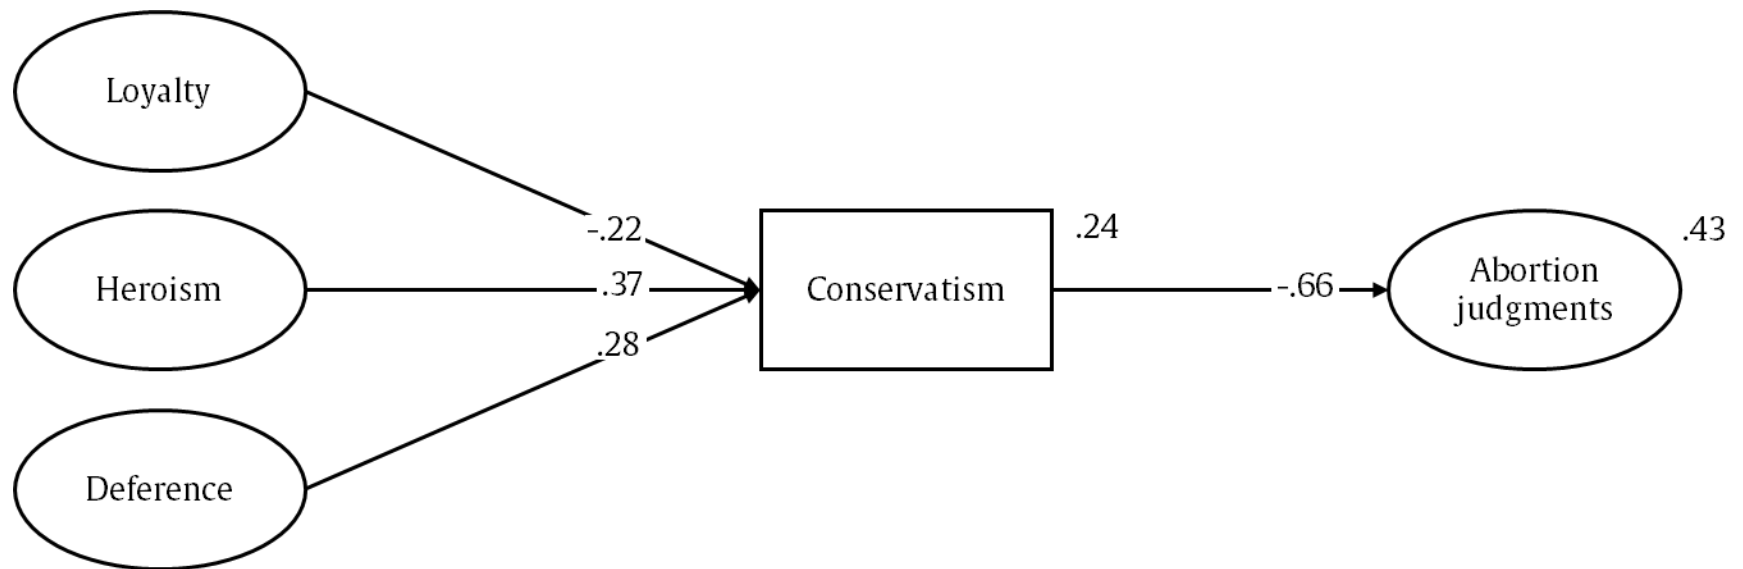 Loyalty
-.22
.24
.43
Heroism
.37
Conservatism
-.66
Abortion
judgments
.28
Deference